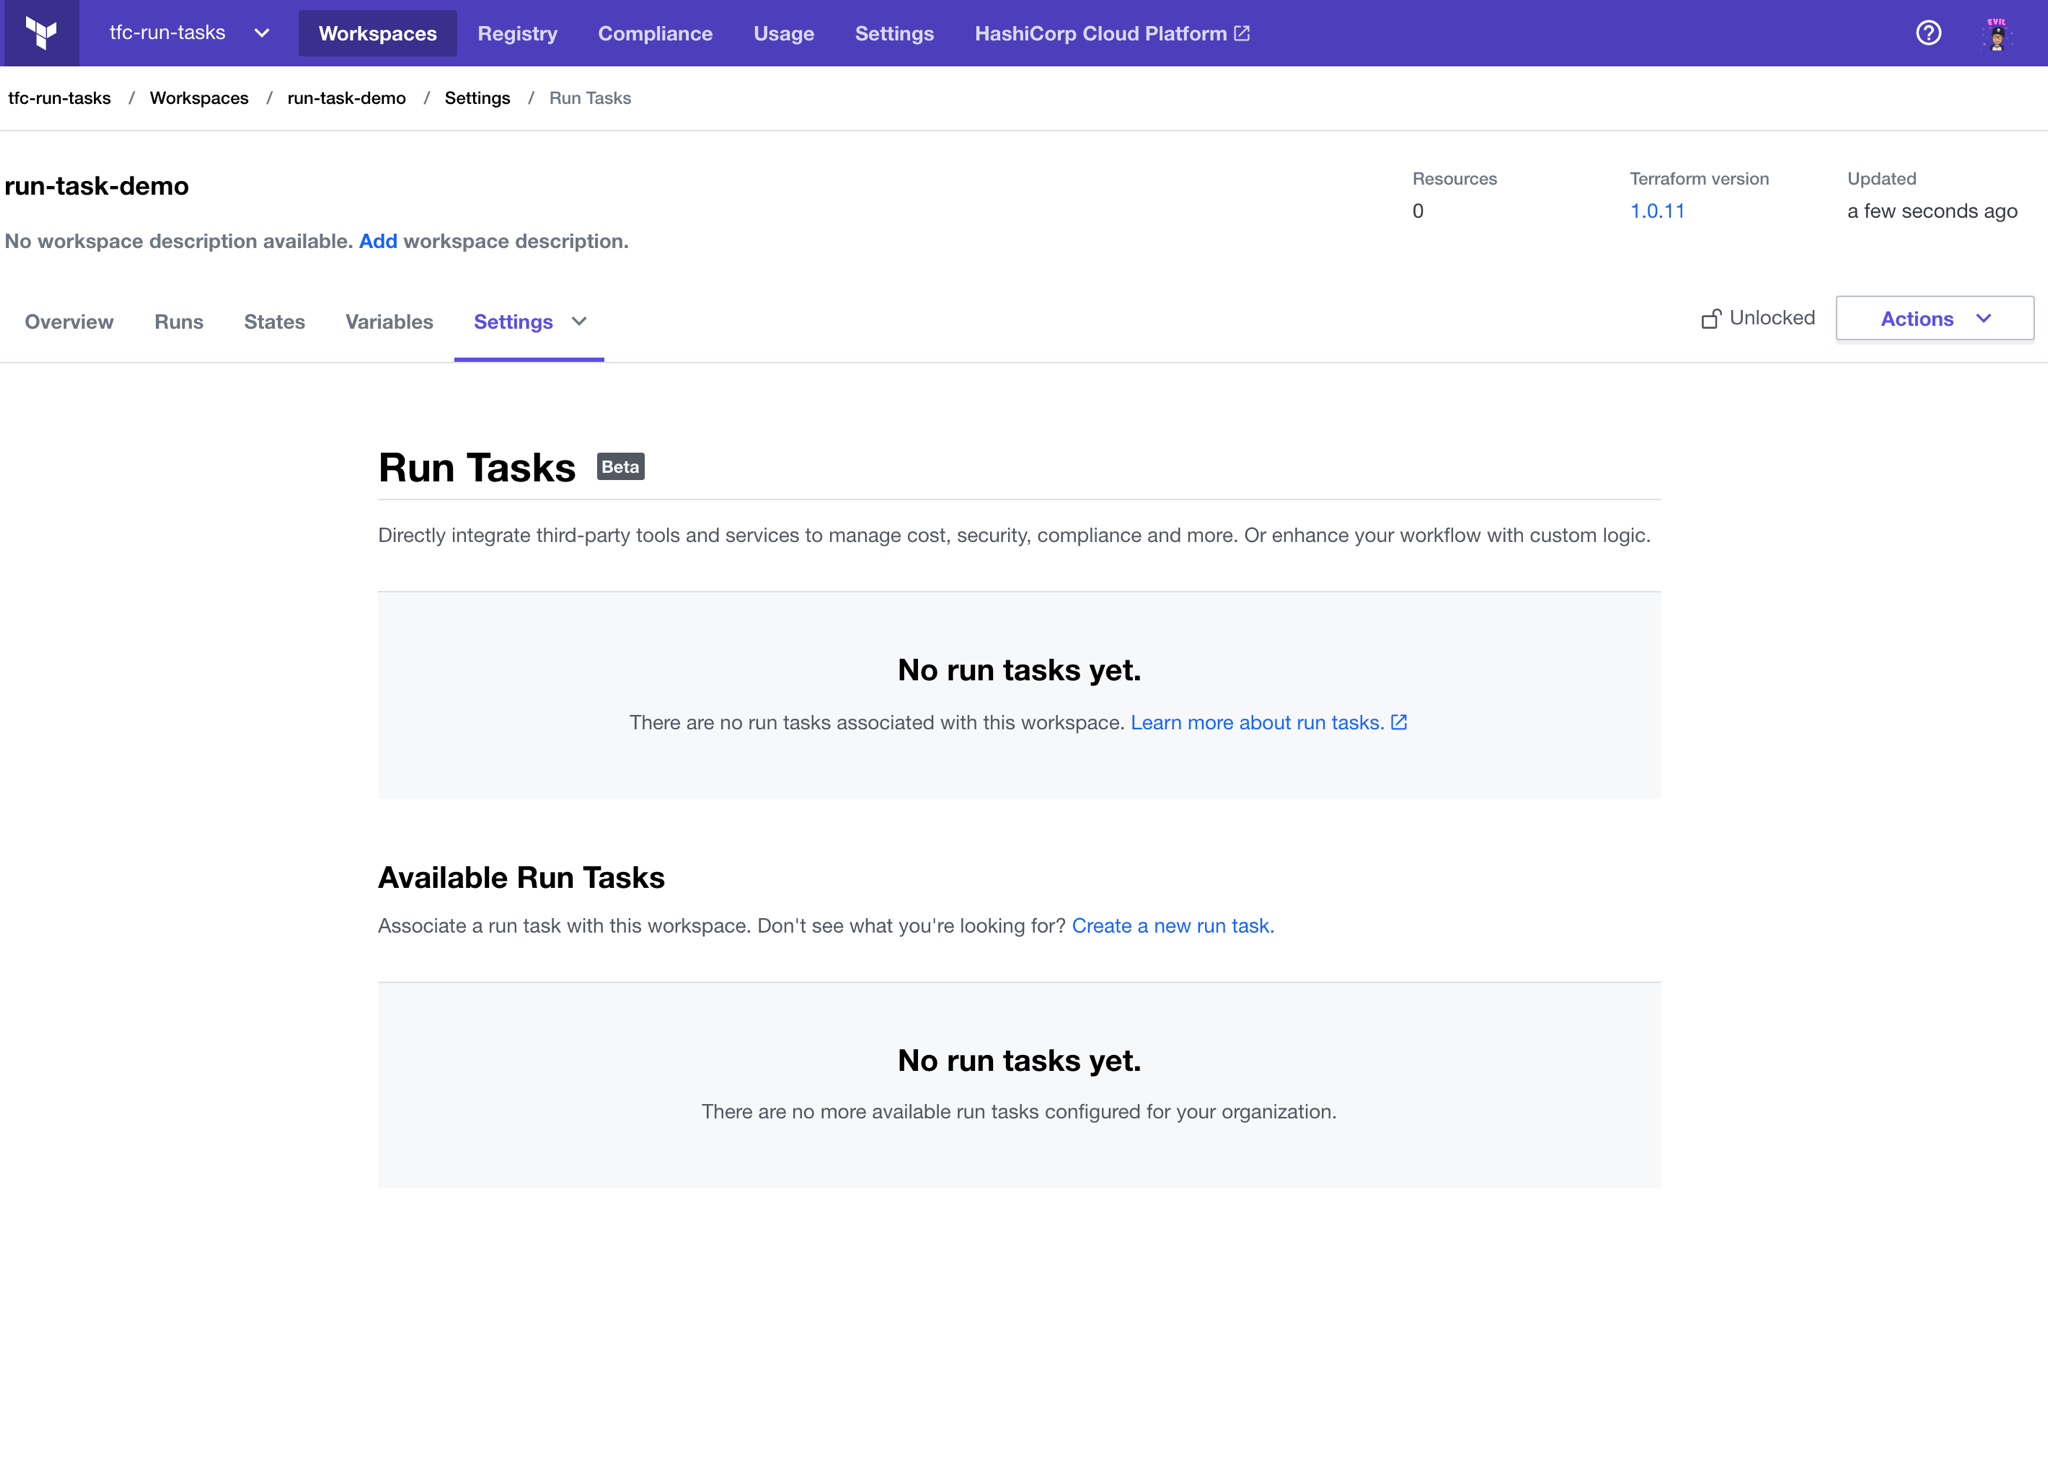 tfc-run-tasks Workspaces Registry Compliance Usage Settings HashiCorp Cloud Platform EVIL
tfc-run-tasks / Workspaces / run-task-demo / Settings / Run Tasks
run-task-demo
No workspace description available. Add workspace description.
Resources
0
Terraform version
1.0.11
Updated
a few seconds ago
Overview Runs States Variables Settings Unlocked Actions
Run Tasks Beta
Directly integrate third-party tools and services to manage cost, security, compliance and more. Or enhance your workflow with custom logic.
No run tasks yet.
There are no run tasks associated with this workspace. Learn more about run tasks.
Available Run Tasks
Associate a run task with this workspace. Don't see what you're looking for? Create a new run task.
No run tasks yet.
There are no more available run tasks configured for your organization.